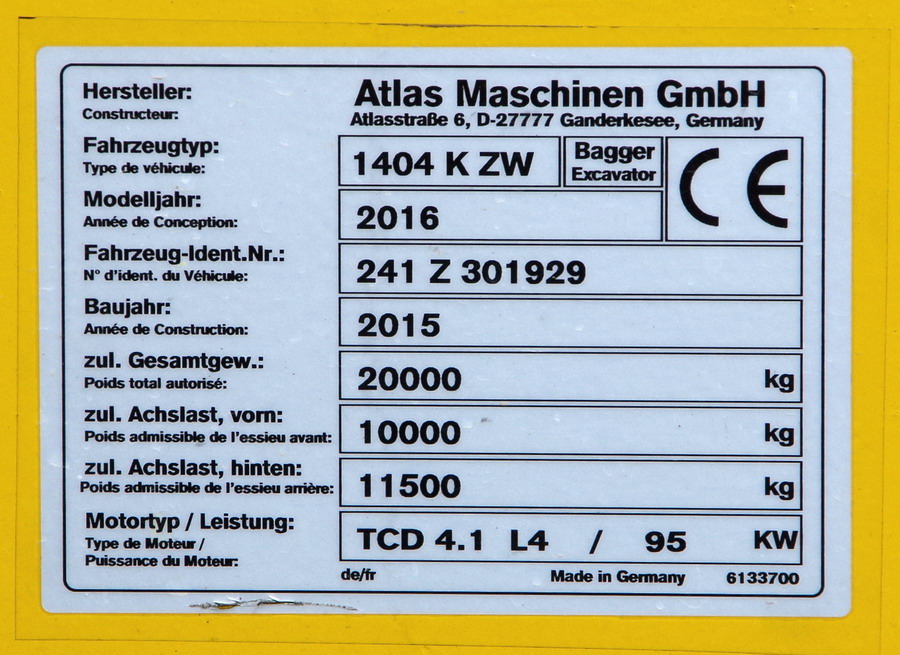 Hersteller: Atlas Maschinen GmbH
Constructeur: Atlasstraße 6, D-27777 Ganderkesee, Germany
Fahrzeugtyp: 1404 K ZW Bagger CE
Type de véhicule: Excavator
Modelljahr: 2016
Année de Conception:
Fahrzeug-Ident.Nr.: 241 Z 301929
N° d'ident. du Véhicule:
Baujahr: 2015
Année de Construction:
zul. Gesamtgew.: 20000 kg
Poids total autorisé:
zul. Achslast, vorn: 10000 kg
Poids admissible de l'essieu avant:
zul. Achslast, hinten: 11500 kg
Poids admissible de l'essieu arrière:
Motortyp / Leistung: TCD 4.1 L4 / 95 KW
Type de Moteur /
Puissance du Moteur:
de/fr Made in Germany 6133700